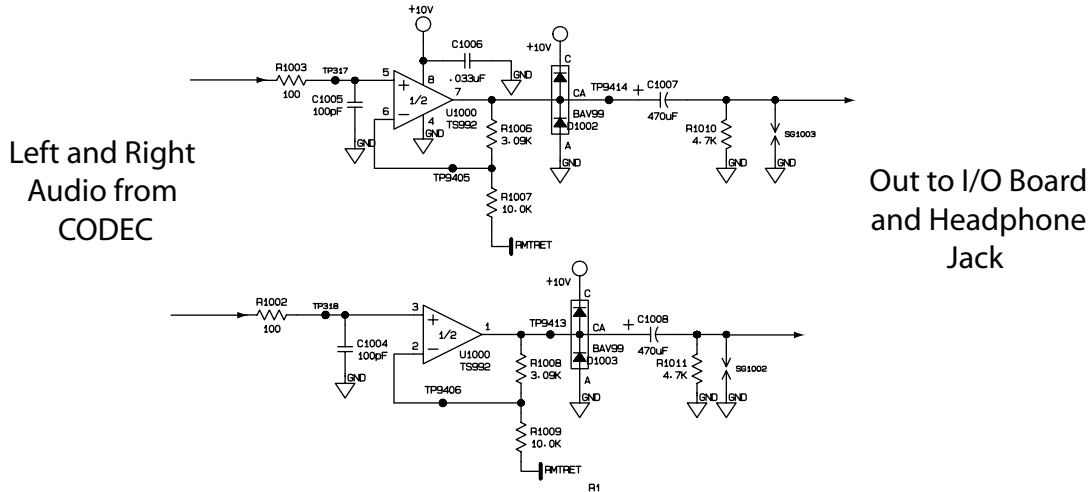 +10V
C1006
.033uF
GND
R1003
100
TP317
C1005
100pF
GND
5
6
8
7
4
1/2
U1000
TS992
GND
R1006
3.09K
TP9405
R1007
10.0K
RMTRET
+10V
C
CA
BAV99
D1002
A
GND
TP9414
+ C1007
470uF
R1010
4.7K
GND
SG1003
GND
Left and Right
Audio from
CODEC
Out to I/O Board
and Headphone
Jack
R1002
100
TP318
C1004
100pF
GND
3
2
1
1/2
U1000
TS992
R1008
3.09K
TP9406
R1009
10.0K
RMTRET
TP9413
+10V
C
CA
BAV99
D1003
A
GND
+ C1008
470uF
R1011
4.7K
GND
SG1002
GND
R1